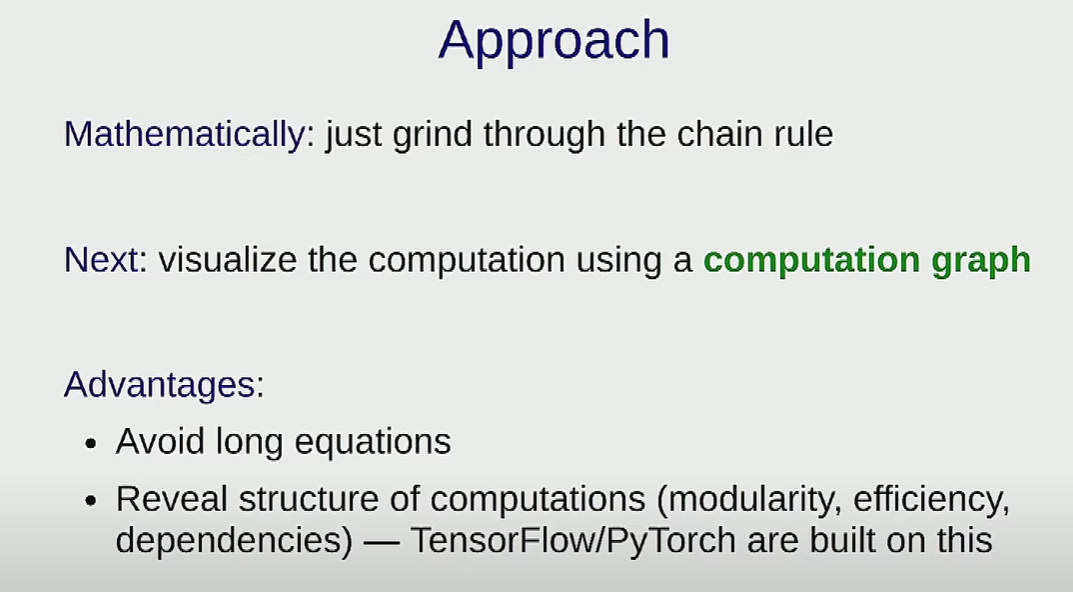 Approach
Mathematically: just grind through the chain rule
Next: visualize the computation using a computation graph
Advantages:
• Avoid long equations
• Reveal structure of computations (modularity, efficiency,
dependencies) — TensorFlow/PyTorch are built on this